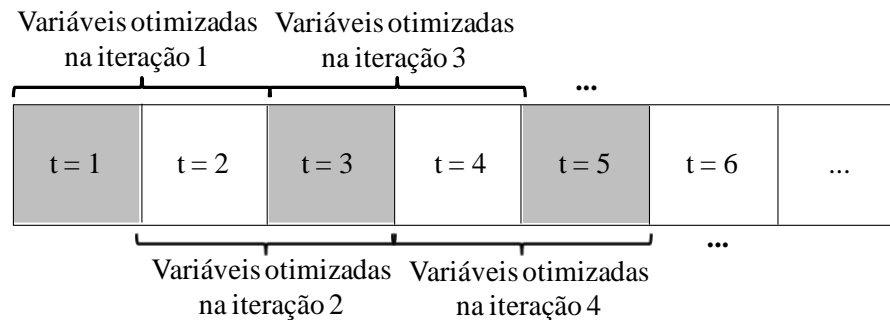 Variáveis otimizadas
na iteração 1
Variáveis otimizadas
na iteração 3
...
t = 1
t = 2
t = 3
t = 4
t = 5
t = 6
...
...
Variáveis otimizadas
na iteração 2
Variáveis otimizadas
na iteração 4